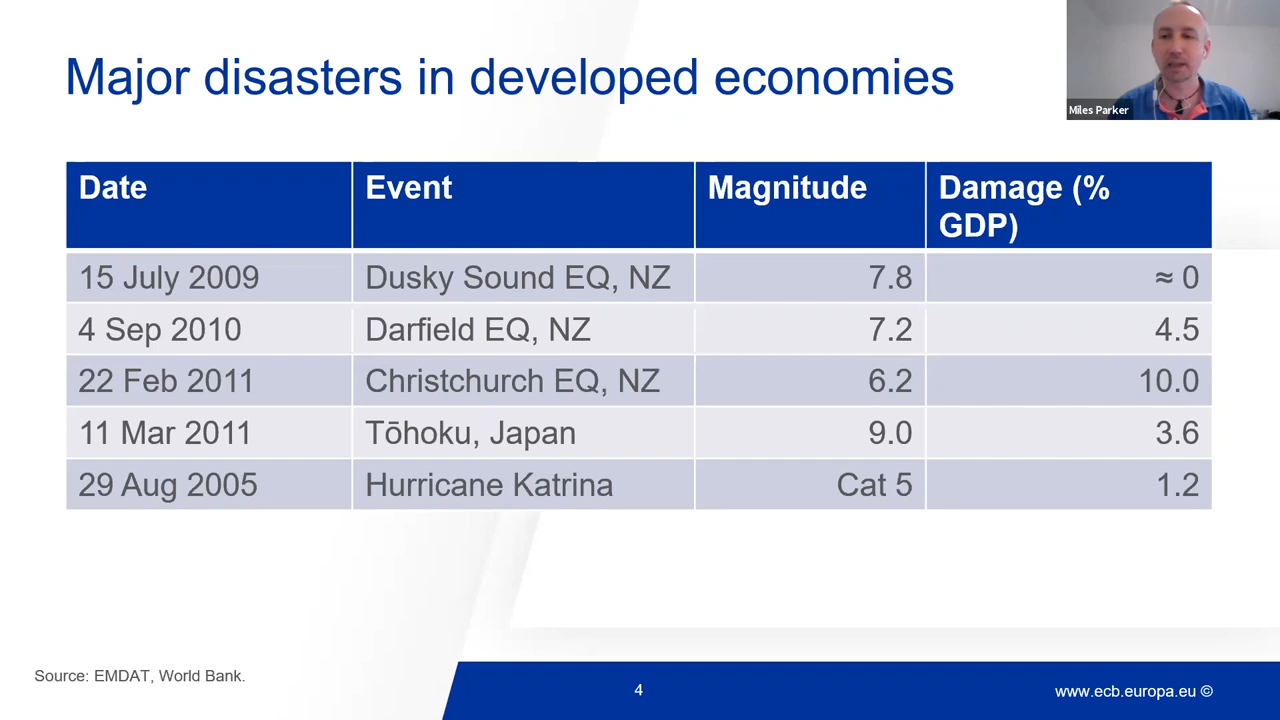 Major disasters in developed economies
Miles Parker
Date Event Magnitude Damage (%
GDP)
15 July 2009 Dusky Sound EQ, NZ 7.8 ≈ 0
4 Sep 2010 Darfield EQ, NZ 7.2 4.5
22 Feb 2011 Christchurch EQ, NZ 6.2 10.0
11 Mar 2011 Tōhoku, Japan 9.0 3.6
29 Aug 2005 Hurricane Katrina Cat 5 1.2
Source: EMDAT, World Bank.
4
www.ecb.europa.eu ©